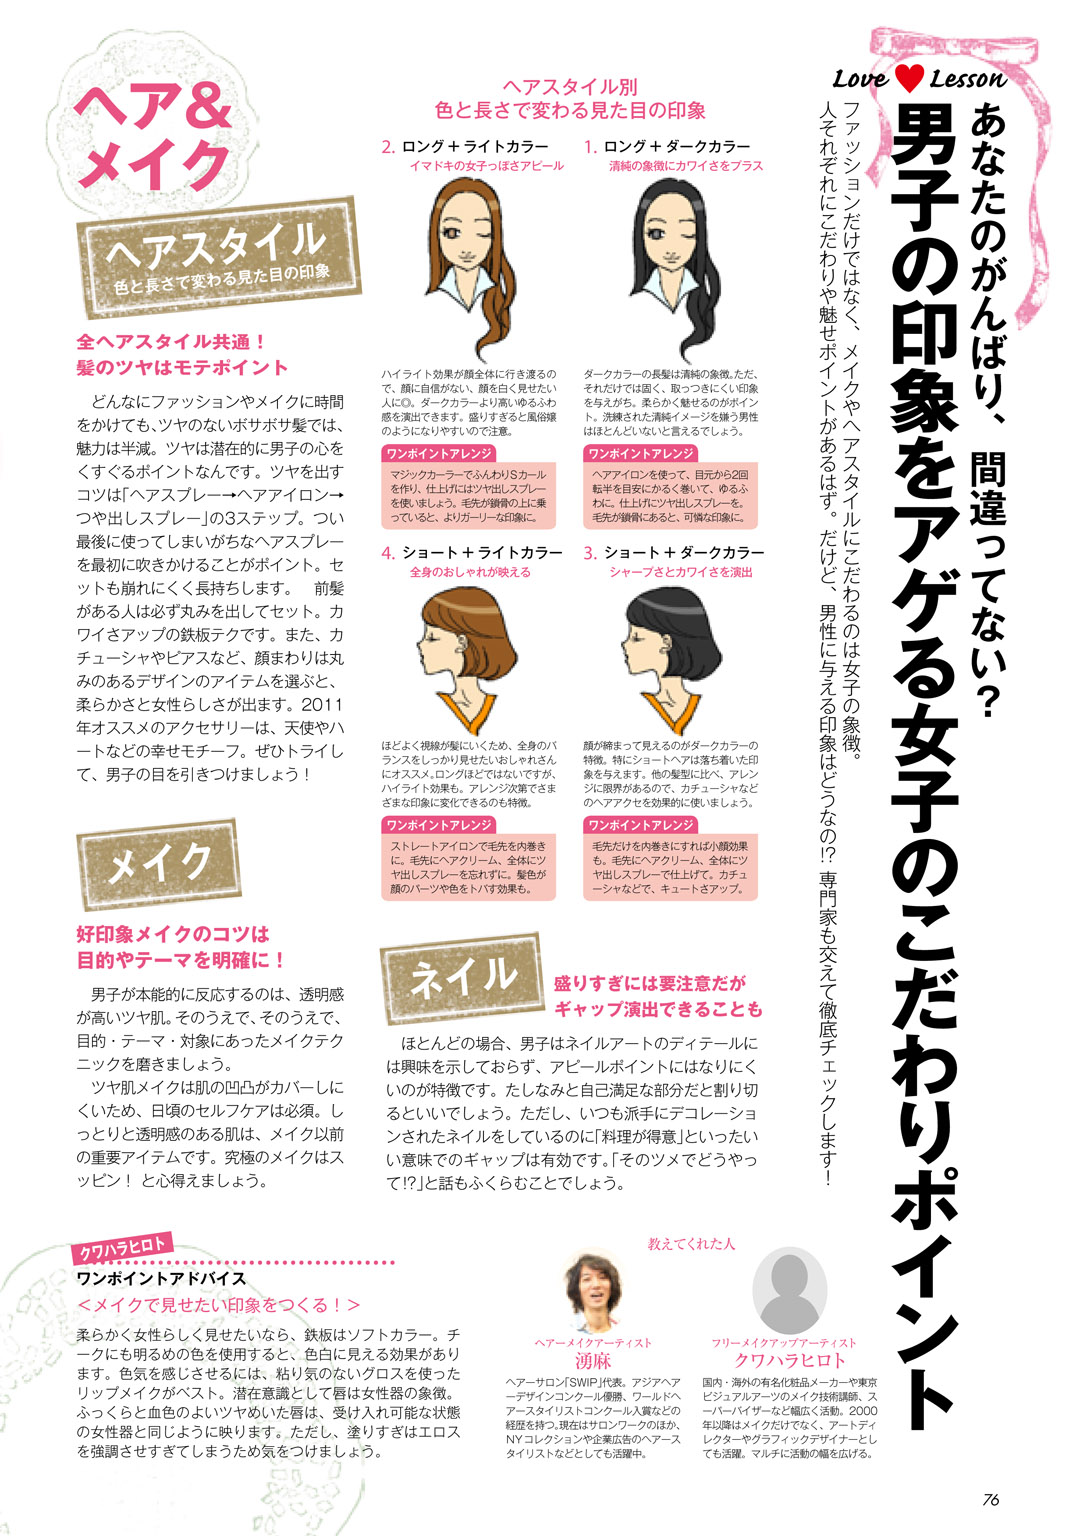 Love Lesson
あなたのがんばり、間違ってない？
男子の印象をアゲる女子のこだわりポイント
ファッションだけではなく、メイクやヘアスタイルにこだわるのは女子の象徴。
人それぞれにこだわりや魅せポイントがあるはず。だけど、男性に与える印象はどうなの!? 専門家も交えて徹底チェックします！
ヘア&
メイク
ヘアスタイル
色と長さで変わる見た目の印象
全ヘアスタイル共通！
髪のツヤはモテポイント
　どんなにファッションやメイクに時間
をかけても、ツヤのないボサボサ髪では、
魅力は半減。ツヤは潜在的に男子の心を
くすぐるポイントなんです。ツヤを出す
コツは「ヘアスプレー→ヘアアイロン→
つや出しスプレー」の3ステップ。つい
最後に使ってしまいがちなヘアスプレー
を最初に吹きかけることがポイント。セ
ットも崩れにくく長持ちします。　前髪
がある人は必ず丸みを出してセット。カ
ワイさアップの鉄板テクです。また、カ
チューシャやピアスなど、顔まわりは丸
みのあるデザインのアイテムを選ぶと、
柔らかさと女性らしさが出ます。2011
年オススメのアクセサリーは、天使やハ
ートなどの幸せモチーフ。ぜひトライし
て、男子の目を引きつけましょう！
ヘアスタイル別
色と長さで変わる見た目の印象
1. ロング＋ダークカラー
清純の象徴にカワイさをプラス
ダークカラーの長髪は清純の象徴。ただ、
それだけでは固く、取っつきにくい印象
を与えがち。柔らかく魅せるのがポイ
ント。洗練された清純イメージを嫌う男性
はほとんどいないと言えるでしょう。
ワンポイントアレンジ
ヘアアイロンを使って、目元から2回
転半を目安にかるく巻いて、ゆるふ
わに。仕上げにツヤ出しスプレーを。
毛先が鎖骨にあると、可憐な印象に。
2. ロング＋ライトカラー
イマドキの女子っぽさアピール
ハイライト効果が顔全体に行き渡るの
で、顔に自信がない、顔を白く見せたい
人に◎。ダークカラーより高いゆるふわ
感を演出できます。盛りすぎると風俗嬢
のようになりやすいので注意。
ワンポイントアレンジ
マジックカーラーでふんわりSカール
を作り、仕上げにはツヤ出しスプレー
を使いましょう。毛先が鎖骨の上に乗
っていると、よりガーリーな印象に。
3. ショート＋ダークカラー
シャープさとカワイさを演出
顔が締まって見えるのがダークカラーの
特徴。特にショートヘアは落ち着いた印
象を与えます。他の髪型に比べ、アレン
ジに限界があるので、カチューシャなど
のヘアアクセを効果的に使いましょう。
ワンポイントアレンジ
毛先だけを内巻きにすれば小顔効果
も。毛先にヘアクリーム、全体にツ
ヤ出しスプレーで仕上げて。カチュ
ーシャなどで、キュートさアップ。
4. ショート＋ライトカラー
全身のおしゃれが映える
ほどよく視線が髪にいくため、全身のバ
ランスをしっかり見せたいおしゃれさん
にオススメ。ロングほどではないですが、
ハイライト効果も。アレンジ次第でさま
ざまな印象に変化できるのも特徴。
ワンポイントアレンジ
ストレートアイロンで毛先を内巻き
に。毛先にヘアクリーム、全体にツ
ヤ出しスプレーを忘れずに。髪色が
顔のパーツや色をトバす効果も。
メイク
好印象メイクのコツは
目的やテーマを明確に！
　男子が本能的に反応するのは、透明感
が高いツヤ肌。そのうえで、そのうえで、
目的・テーマ・対象にあったメイクテク
ニックを磨きましょう。
　ツヤ肌メイクは肌の凹凸がカバーしに
くいため、日頃のセルフケアは必須。し
っとりと透明感のある肌は、メイク以前
の重要アイテムです。究極のメイクはス
ッピン！ と心得えましょう。
ネイル
盛りすぎには要注意だが
ギャップ演出できることも
　ほとんどの場合、男子はネイルアートのディテールに
は興味を示しておらず、アピールポイントにはなりにく
いのが特徴です。たしなみと自己満足な部分だと割り切
るといいでしょう。ただし、いつも派手にデコレーショ
ンされたネイルをしているのに「料理が得意」といったい
い意味でのギャップは有効です。「そのツメでどうやっ
て!?」と話もふくらむことでしょう。
クワハラヒロト
ワンポイントアドバイス
＜メイクで見せたい印象をつくる！＞
柔らかく女性らしく見せたいなら、鉄板はソフトカラー。チ
ークにも明るめの色を使用すると、色白に見える効果があり
ます。色気を感じさせるには、粘り気のないグロスを使った
リップメイクがベスト。潜在意識として唇は女性器の象徴。
ふっくらと血色のよいツヤめいた唇は、受け入れ可能な状態
の女性器と同じように映ります。ただし、塗りすぎはエロス
を強調させすぎてしまうため気をつけましょう。
教えてくれた人
ヘアーメイクアーティスト
湧麻
ヘアーサロン「SWIP」代表。アジアヘア
ーデザインコンクール優勝、ワールドヘ
アースタイリストコンクール入賞などの
経歴を持つ。現在はサロンワークのほか、
NYコレクションや企業広告のヘアース
タイリストなどとしても活躍中。
フリーメイクアップアーティスト
クワハラヒロト
国内・海外の有名化粧品メーカーや東京
ビジュアルアーツのメイク技術講師、ス
ーパーバイザーなど幅広く活動。2000
年以降はメイクだけでなく、アートディ
レクターやグラフィックデザイナーとし
ても活躍。マルチに活動の幅を広げる。
76